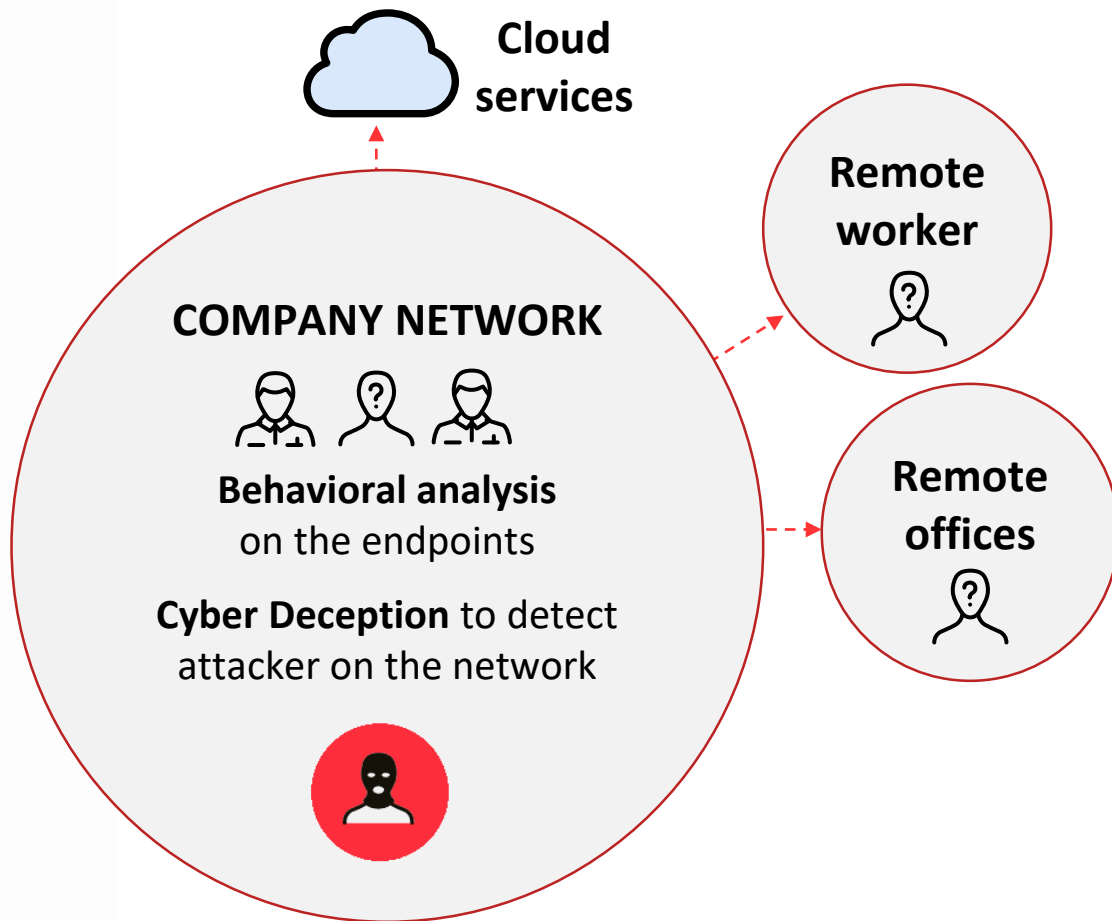 Cloud
services
Remote
worker
?
COMPANY NETWORK
?
Behavioral analysis
on the endpoints
Remote
offices
?
Cyber Deception to detect
attacker on the network